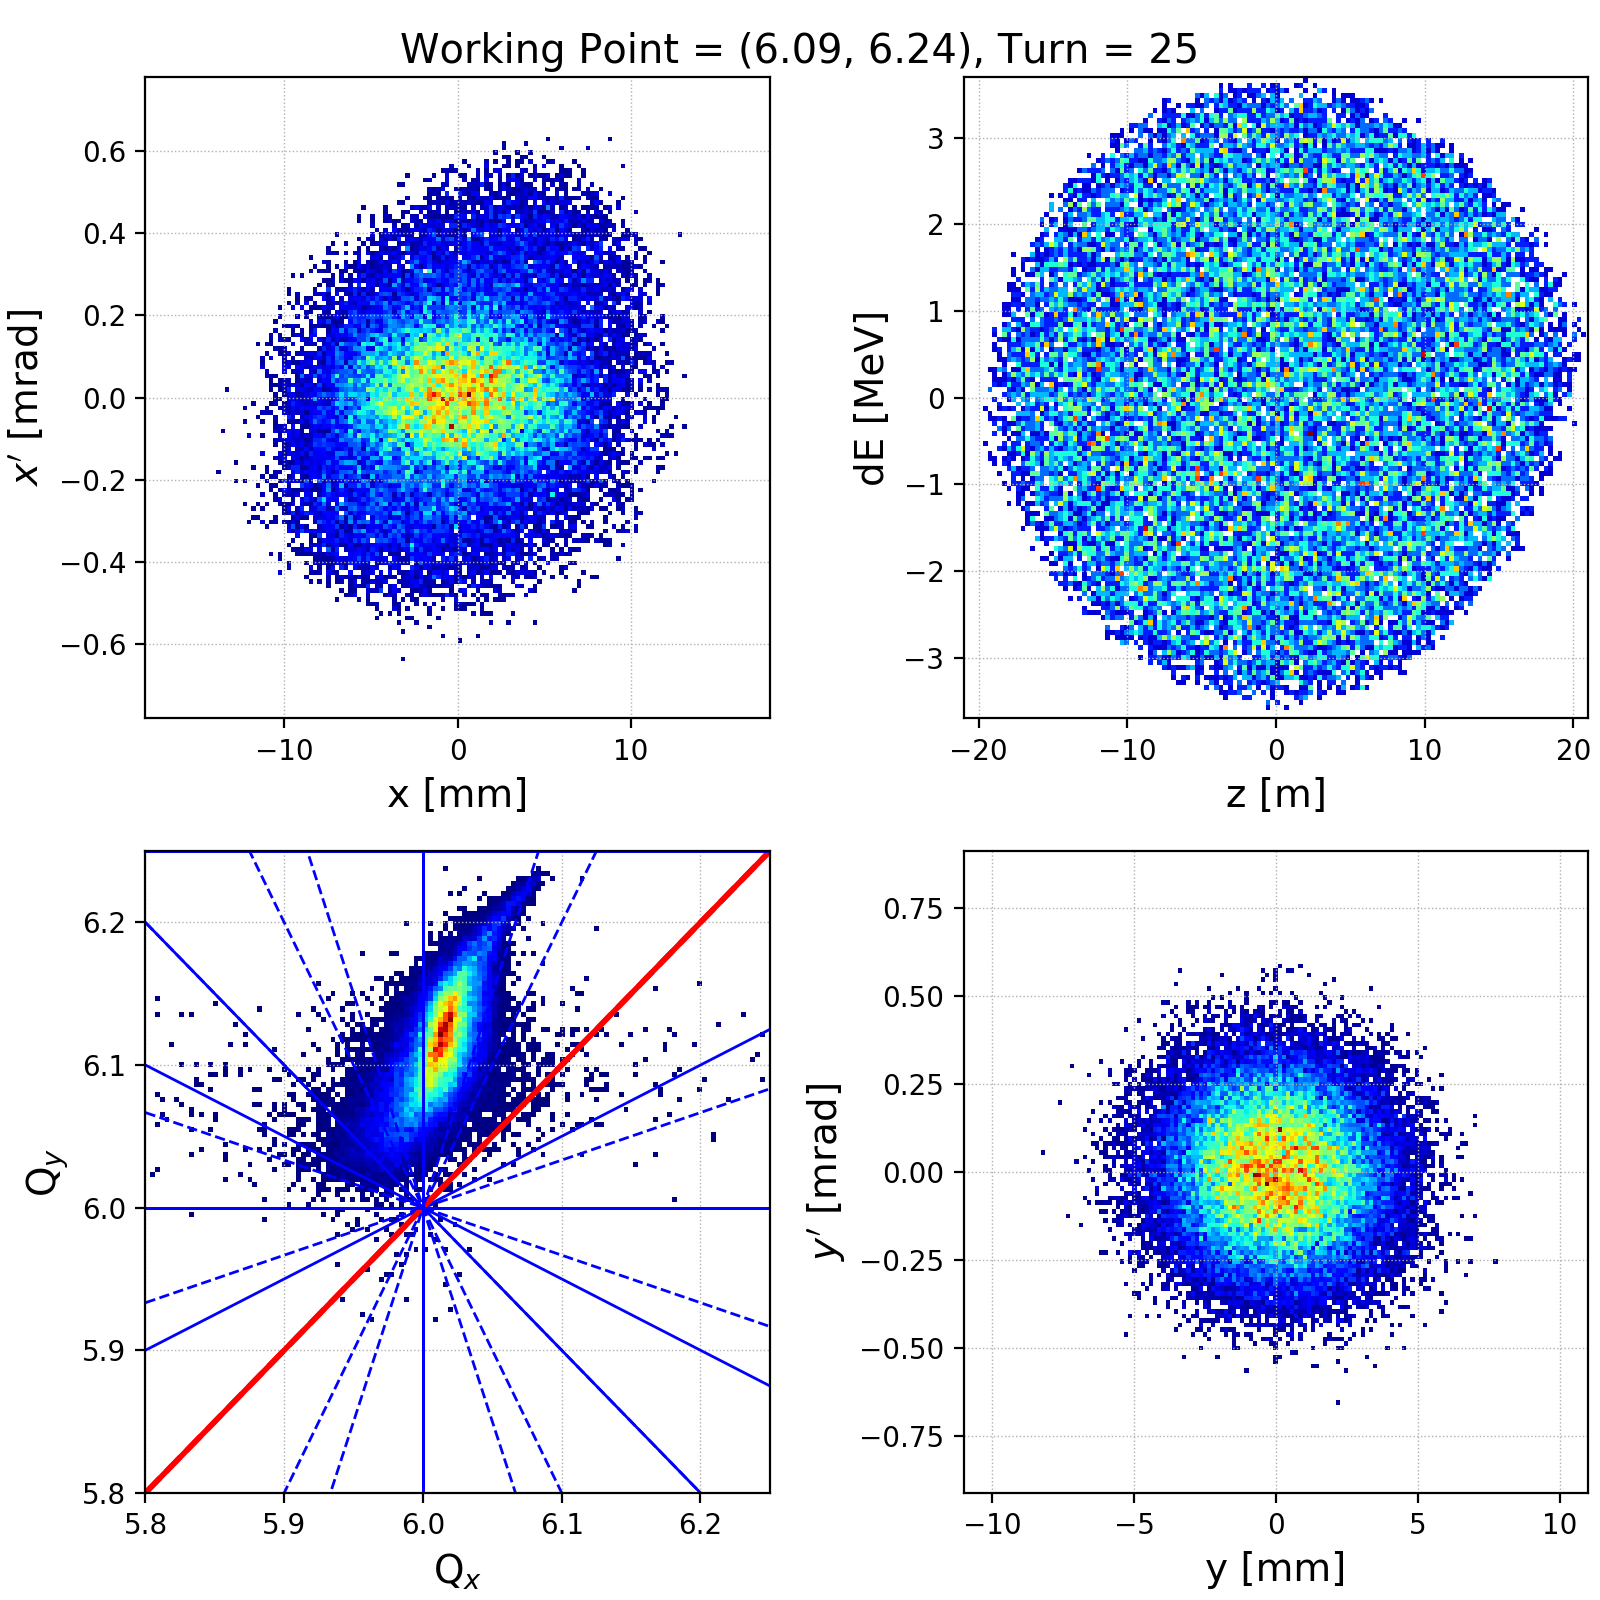 Working Point = (6.09, 6.24), Turn = 25
x′ [mrad]
0.6
0.4
0.2
0.0
−0.2
−0.4
−0.6
−10 0 10
x [mm]
dE [MeV]
3
2
1
0
−1
−2
−3
−20 −10 0 10 20
z [m]
Qy
6.2
6.1
6.0
5.9
5.8
5.8 5.9 6.0 6.1 6.2
Qx
y′ [mrad]
0.75
0.50
0.25
0.00
−0.25
−0.50
−0.75
−10 −5 0 5 10
y [mm]